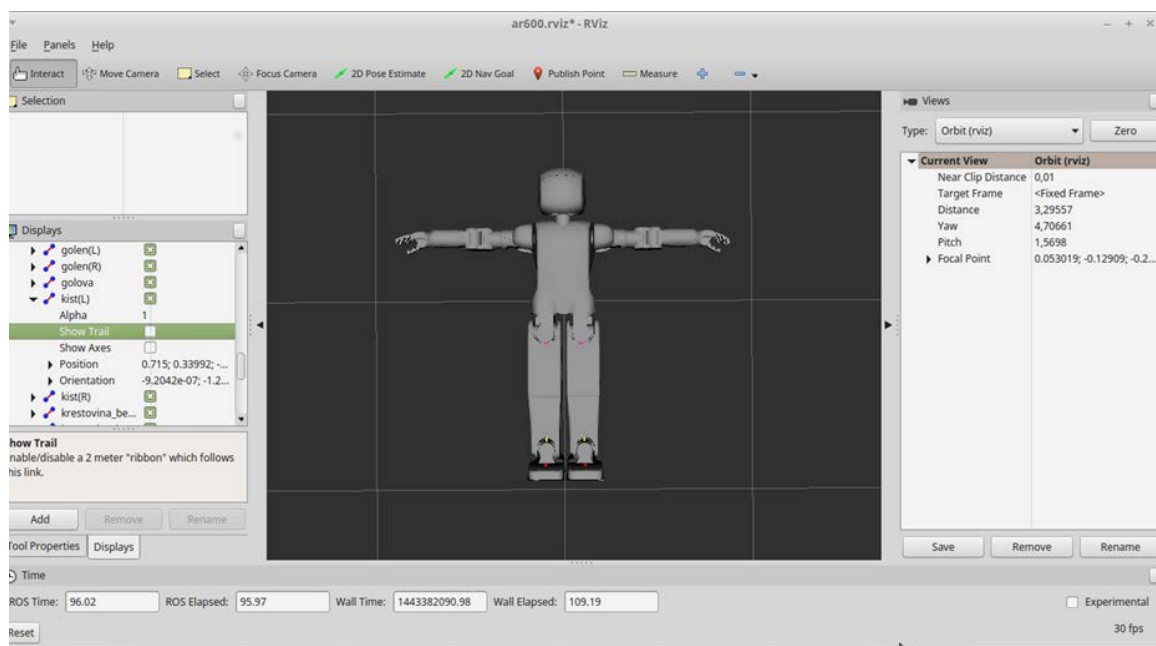 ar600.rviz* - RViz
File Panels Help
Interact Move Camera Select Focus Camera 2D Pose Estimate 2D Nav Goal Publish Point Measure
Selection
Displays
golen(L)
golen(R)
golova
kist(L)
Alpha 1
Show Trail
Show Axes
Position 0.715; 0.33992; -...
Orientation -9.2042e-07; -1.2...
kist(R)
krestovina_be...
how Trail
nable/disable a 2 meter "ribbon" which follows
his link.
Add Remove Rename
Tool Properties Displays
Views
Type: Orbit (rviz) Zero
Current View Orbit (rviz)
Near Clip Distance 0,01
Target Frame <Fixed Frame>
Distance 3,29557
Yaw 4,70661
Pitch 1,5698
Focal Point 0.053019; -0.12909; -0.2...
Save Remove Rename
Time
ROS Time: 96.02 ROS Elapsed: 95.97 Wall Time: 1443382090.98 Wall Elapsed: 109.19 Experimental
Reset 30 fps